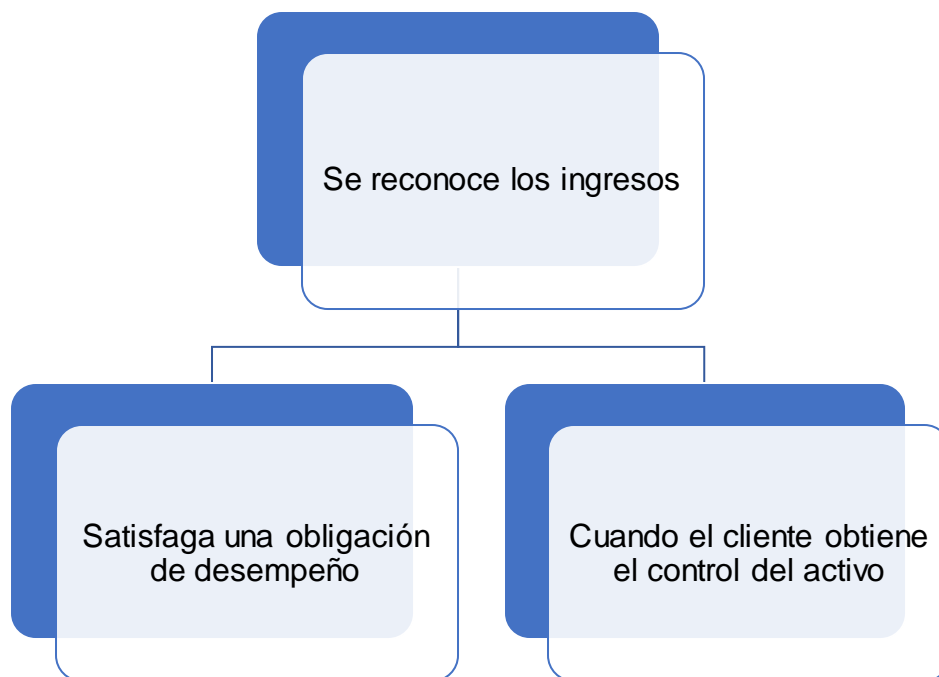 Se reconoce los ingresos
Satisfaga una obligación
de desempeño
Cuando el cliente obtiene
el control del activo